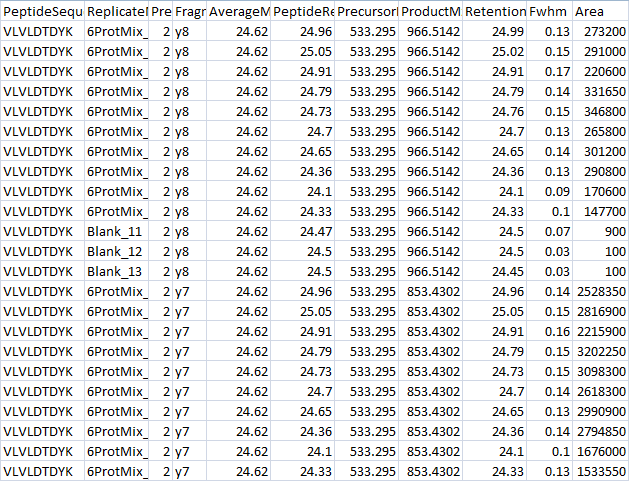 PeptideSequ ReplicateN Pre Fragr AverageM PeptideRe PrecursorI ProductM Retention Fwhm Area
VLVLDTDYK 6ProtMix_ 2 y8 24.62 24.96 533.295 966.5142 24.99 0.13 273200
VLVLDTDYK 6ProtMix_ 2 y8 24.62 25.05 533.295 966.5142 25.02 0.15 291000
VLVLDTDYK 6ProtMix_ 2 y8 24.62 24.91 533.295 966.5142 24.91 0.17 220600
VLVLDTDYK 6ProtMix_ 2 y8 24.62 24.79 533.295 966.5142 24.79 0.14 331650
VLVLDTDYK 6ProtMix_ 2 y8 24.62 24.73 533.295 966.5142 24.76 0.15 346800
VLVLDTDYK 6ProtMix_ 2 y8 24.62 24.7 533.295 966.5142 24.7 0.13 265800
VLVLDTDYK 6ProtMix_ 2 y8 24.62 24.65 533.295 966.5142 24.65 0.14 301200
VLVLDTDYK 6ProtMix_ 2 y8 24.62 24.36 533.295 966.5142 24.36 0.13 290800
VLVLDTDYK 6ProtMix_ 2 y8 24.62 24.1 533.295 966.5142 24.1 0.09 170600
VLVLDTDYK 6ProtMix_ 2 y8 24.62 24.33 533.295 966.5142 24.33 0.1 147700
VLVLDTDYK Blank_11 2 y8 24.62 24.47 533.295 966.5142 24.5 0.07 900
VLVLDTDYK Blank_12 2 y8 24.62 24.5 533.295 966.5142 24.5 0.03 100
VLVLDTDYK Blank_13 2 y8 24.62 24.5 533.295 966.5142 24.45 0.03 100
VLVLDTDYK 6ProtMix_ 2 y7 24.62 24.96 533.295 853.4302 24.96 0.14 2528350
VLVLDTDYK 6ProtMix_ 2 y7 24.62 25.05 533.295 853.4302 25.05 0.15 2816900
VLVLDTDYK 6ProtMix_ 2 y7 24.62 24.91 533.295 853.4302 24.91 0.16 2215900
VLVLDTDYK 6ProtMix_ 2 y7 24.62 24.79 533.295 853.4302 24.79 0.15 3202250
VLVLDTDYK 6ProtMix_ 2 y7 24.62 24.73 533.295 853.4302 24.73 0.15 3098300
VLVLDTDYK 6ProtMix_ 2 y7 24.62 24.7 533.295 853.4302 24.7 0.14 2618300
VLVLDTDYK 6ProtMix_ 2 y7 24.62 24.65 533.295 853.4302 24.65 0.13 2990900
VLVLDTDYK 6ProtMix_ 2 y7 24.62 24.36 533.295 853.4302 24.36 0.14 2794850
VLVLDTDYK 6ProtMix_ 2 y7 24.62 24.1 533.295 853.4302 24.1 0.1 1676000
VLVLDTDYK 6ProtMix_ 2 y7 24.62 24.33 533.295 853.4302 24.33 0.13 1533550